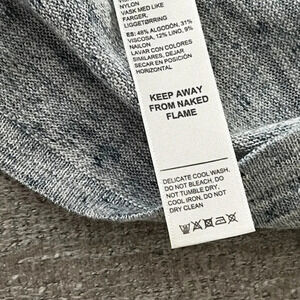 NYLON
VASK MED LIKE
FARGER,
LIGGETØRRING
ES: 48% ALGODÓN, 31%
VISCOSA, 12% LINO, 9%
NAILON
LAVAR CON COLORES
SIMILARES, DEJAR
SECAR EN POSICIÓN
HORIZONTAL
KEEP AWAY
FROM NAKED
FLAME
DELICATE COOL WASH,
DO NOT BLEACH, DO
NOT TUMBLE DRY,
COOL IRON, DO NOT
DRY CLEAN